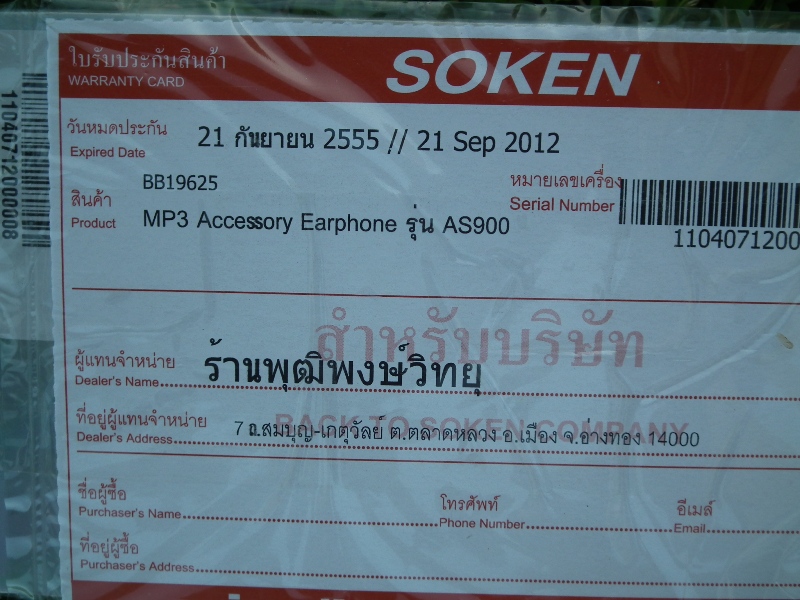 ใบรับประกันสินค้า
WARRANTY CARD
SOKEN
วันหมดประกัน
Expired Date
21 กันยายน 2555 // 21 Sep 2012
สินค้า
Product
BB19625
MP3 Accessory Earphone รุ่น AS900
หมายเลขเครื่อง
Serial Number
1104071200
11040712000008
สำหรับบริษัท
BACK TO SOKEN COMPANY
ผู้แทนจำหน่าย
Dealer's Name
ร้านพุฒิพงษ์วิทยุ
ที่อยู่ผู้แทนจำหน่าย
Dealer's Address
7 ถ.สมบุญ-เกตุวัลย์ ต.ตลาดหลวง อ.เมือง จ.อ่างทอง 14000
ชื่อผู้ซื้อ
Purchaser's Name
โทรศัพท์
Phone Number
อีเมล์
Email
ที่อยู่ผู้ซื้อ
Purchaser's Address